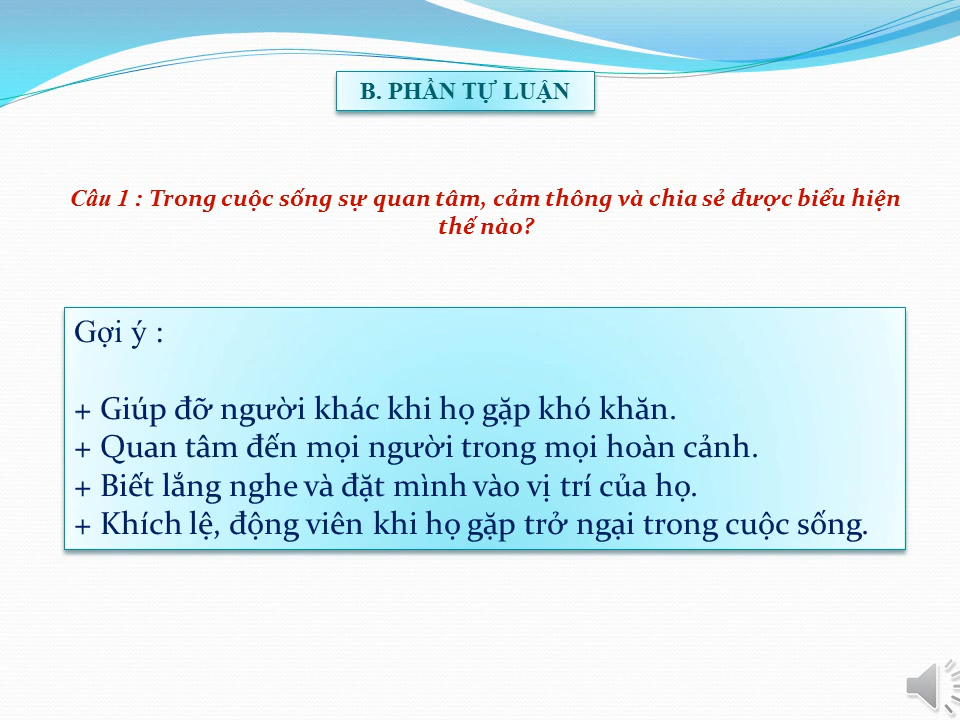 B. PHẦN TỰ LUẬN
Câu 1 : Trong cuộc sống sự quan tâm, cảm thông và chia sẻ được biểu hiện
thế nào?
Gợi ý :
+ Giúp đỡ người khác khi họ gặp khó khăn.
+ Quan tâm đến mọi người trong mọi hoàn cảnh.
+ Biết lắng nghe và đặt mình vào vị trí của họ.
+ Khích lệ, động viên khi họ gặp trở ngại trong cuộc sống.